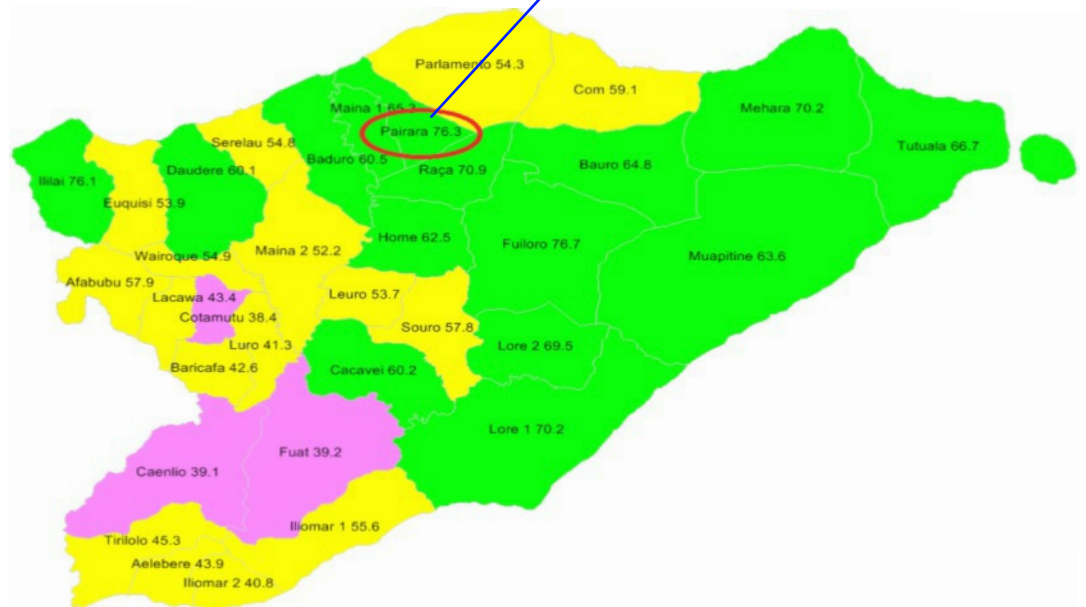 Parlamento 54.3
Com 59.1
Maina 1 65.3
Mehara 70.2
Pairara 76.3
Serelau 54.8
Tutuala 66.7
Baduro 60.5
Bauro 64.8
Daudere 60.1
Raça 70.9
Ililai 76.1
Euquisi 53.9
Home 62.5
Fuiloro 76.7
Maina 2 52.2
Wairoque 54.9
Muapitine 63.6
Afabubu 57.9
Leuro 53.7
Lacawa 43.4
Cotamutu 38.4
Souro 57.8
Luro 41.3
Lore 2 69.5
Baricafa 42.6
Cacavei 60.2
Lore 1 70.2
Fuat 39.2
Caenlio 39.1
Iliomar 1 55.6
Tirilolo 45.3
Aelebere 43.9
Iliomar 2 40.8